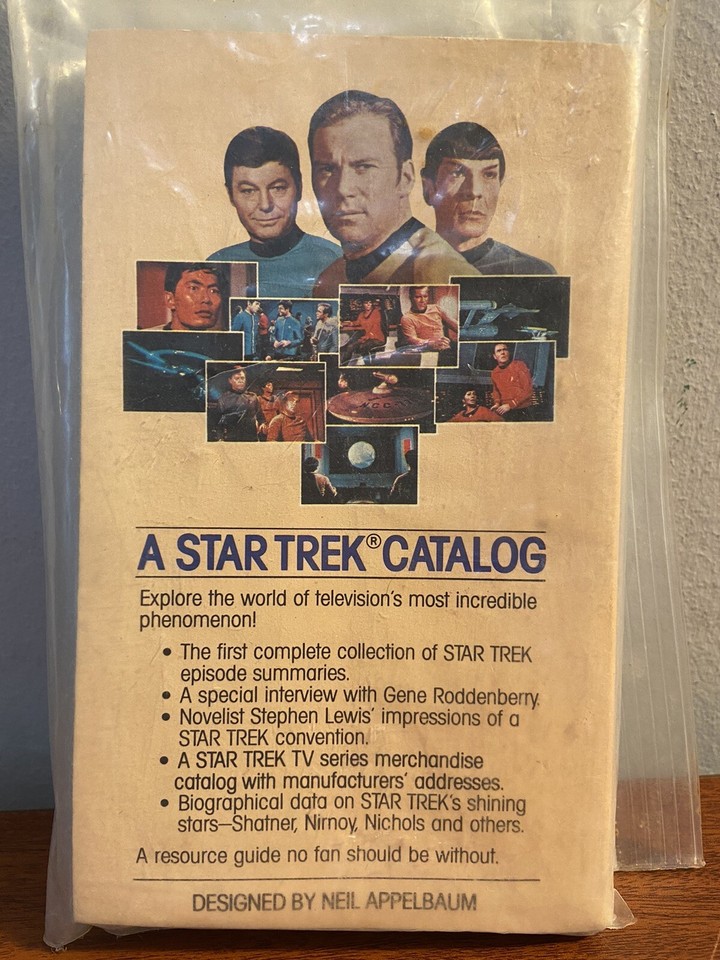 N.C.C.
A STAR TREK® CATALOG
Explore the world of television's most incredible
phenomenon!
• The first complete collection of STAR TREK
episode summaries.
• A special interview with Gene Roddenberry.
• Novelist Stephen Lewis' impressions of a
STAR TREK convention.
• A STAR TREK TV series merchandise
catalog with manufacturers' addresses.
• Biographical data on STAR TREK's shining
stars—Shatner, Nimoy, Nichols and others.
A resource guide no fan should be without.
DESIGNED BY NEIL APPELBAUM